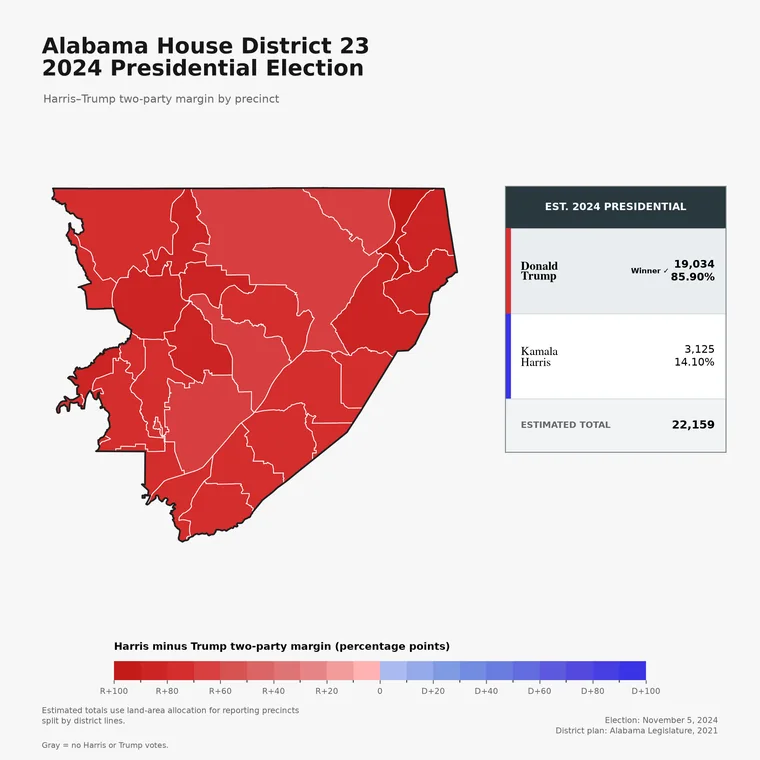 Alabama House District 23
2024 Presidential Election
Harris–Trump two-party margin by precinct
EST. 2024 PRESIDENTIAL
Donald
Trump
Winner ✓
19,034
85.90%
Kamala
Harris
3,125
14.10%
ESTIMATED TOTAL
22,159
Harris minus Trump two-party margin (percentage points)
R+100 R+80 R+60 R+40 R+20 0 D+20 D+40 D+60 D+80 D+100
Estimated totals use land-area allocation for reporting precincts
split by district lines.
Gray = no Harris or Trump votes.
Election: November 5, 2024
District plan: Alabama Legislature, 2021